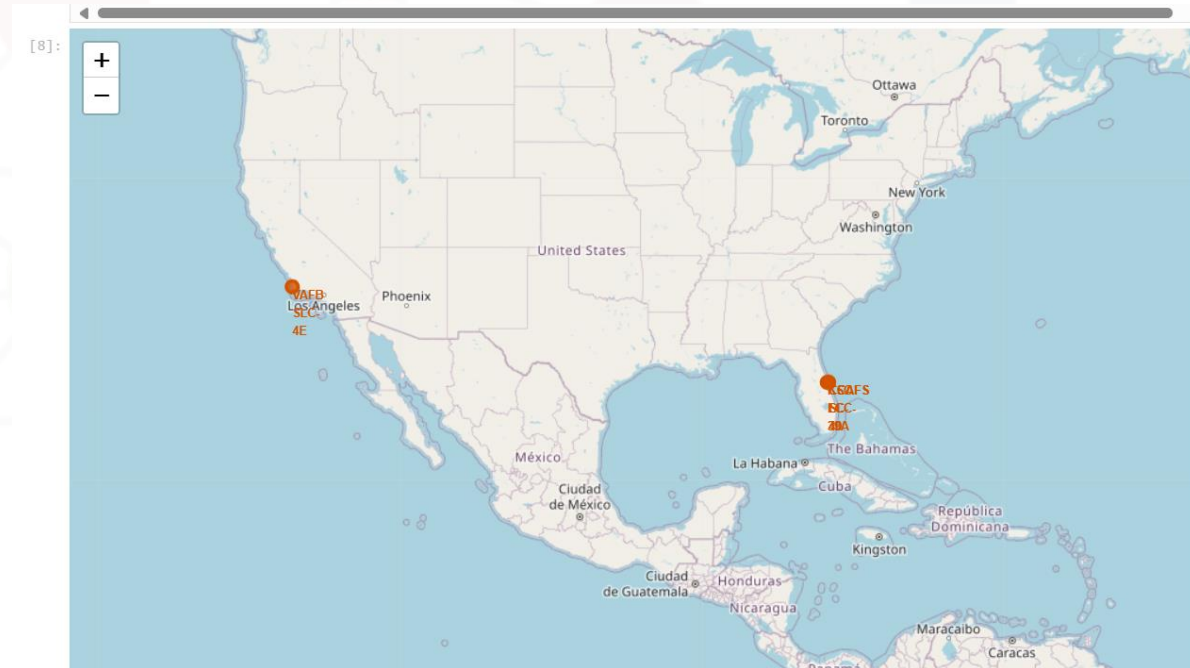 [8]:
+
−
Ottawa
Toronto
New York
Washington
United States
VAFB
SLC-
4E
Los Angeles
Phoenix
The Bahamas
La Habana
Cuba
México
Ciudad
de México
República
Dominicana
Kingston
Ciudad
de Guatemala
Honduras
Nicaragua
Maracaibo
Caracas
Panamá